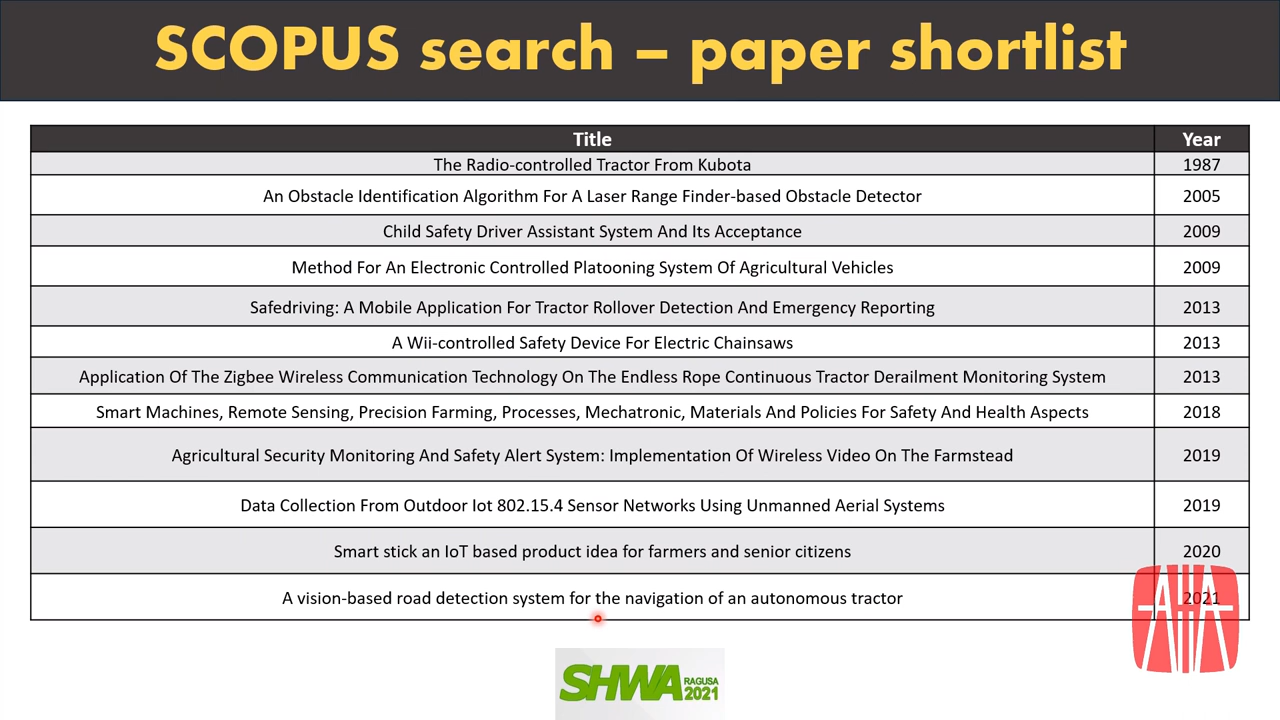 SCOPUS search – paper shortlist
Title Year
The Radio-controlled Tractor From Kubota 1987
An Obstacle Identification Algorithm For A Laser Range Finder-based Obstacle Detector 2005
Child Safety Driver Assistant System And Its Acceptance 2009
Method For An Electronic Controlled Platooning System Of Agricultural Vehicles 2009
Safedriving: A Mobile Application For Tractor Rollover Detection And Emergency Reporting 2013
A Wii-controlled Safety Device For Electric Chainsaws 2013
Application Of The Zigbee Wireless Communication Technology On The Endless Rope Continuous Tractor Derailment Monitoring System 2013
Smart Machines, Remote Sensing, Precision Farming, Processes, Mechatronic, Materials And Policies For Safety And Health Aspects 2018
Agricultural Security Monitoring And Safety Alert System: Implementation Of Wireless Video On The Farmstead 2019
Data Collection From Outdoor Iot 802.15.4 Sensor Networks Using Unmanned Aerial Systems 2019
Smart stick an IoT based product idea for farmers and senior citizens 2020
A vision-based road detection system for the navigation of an autonomous tractor 2021
SHWA RAGUSA
2021